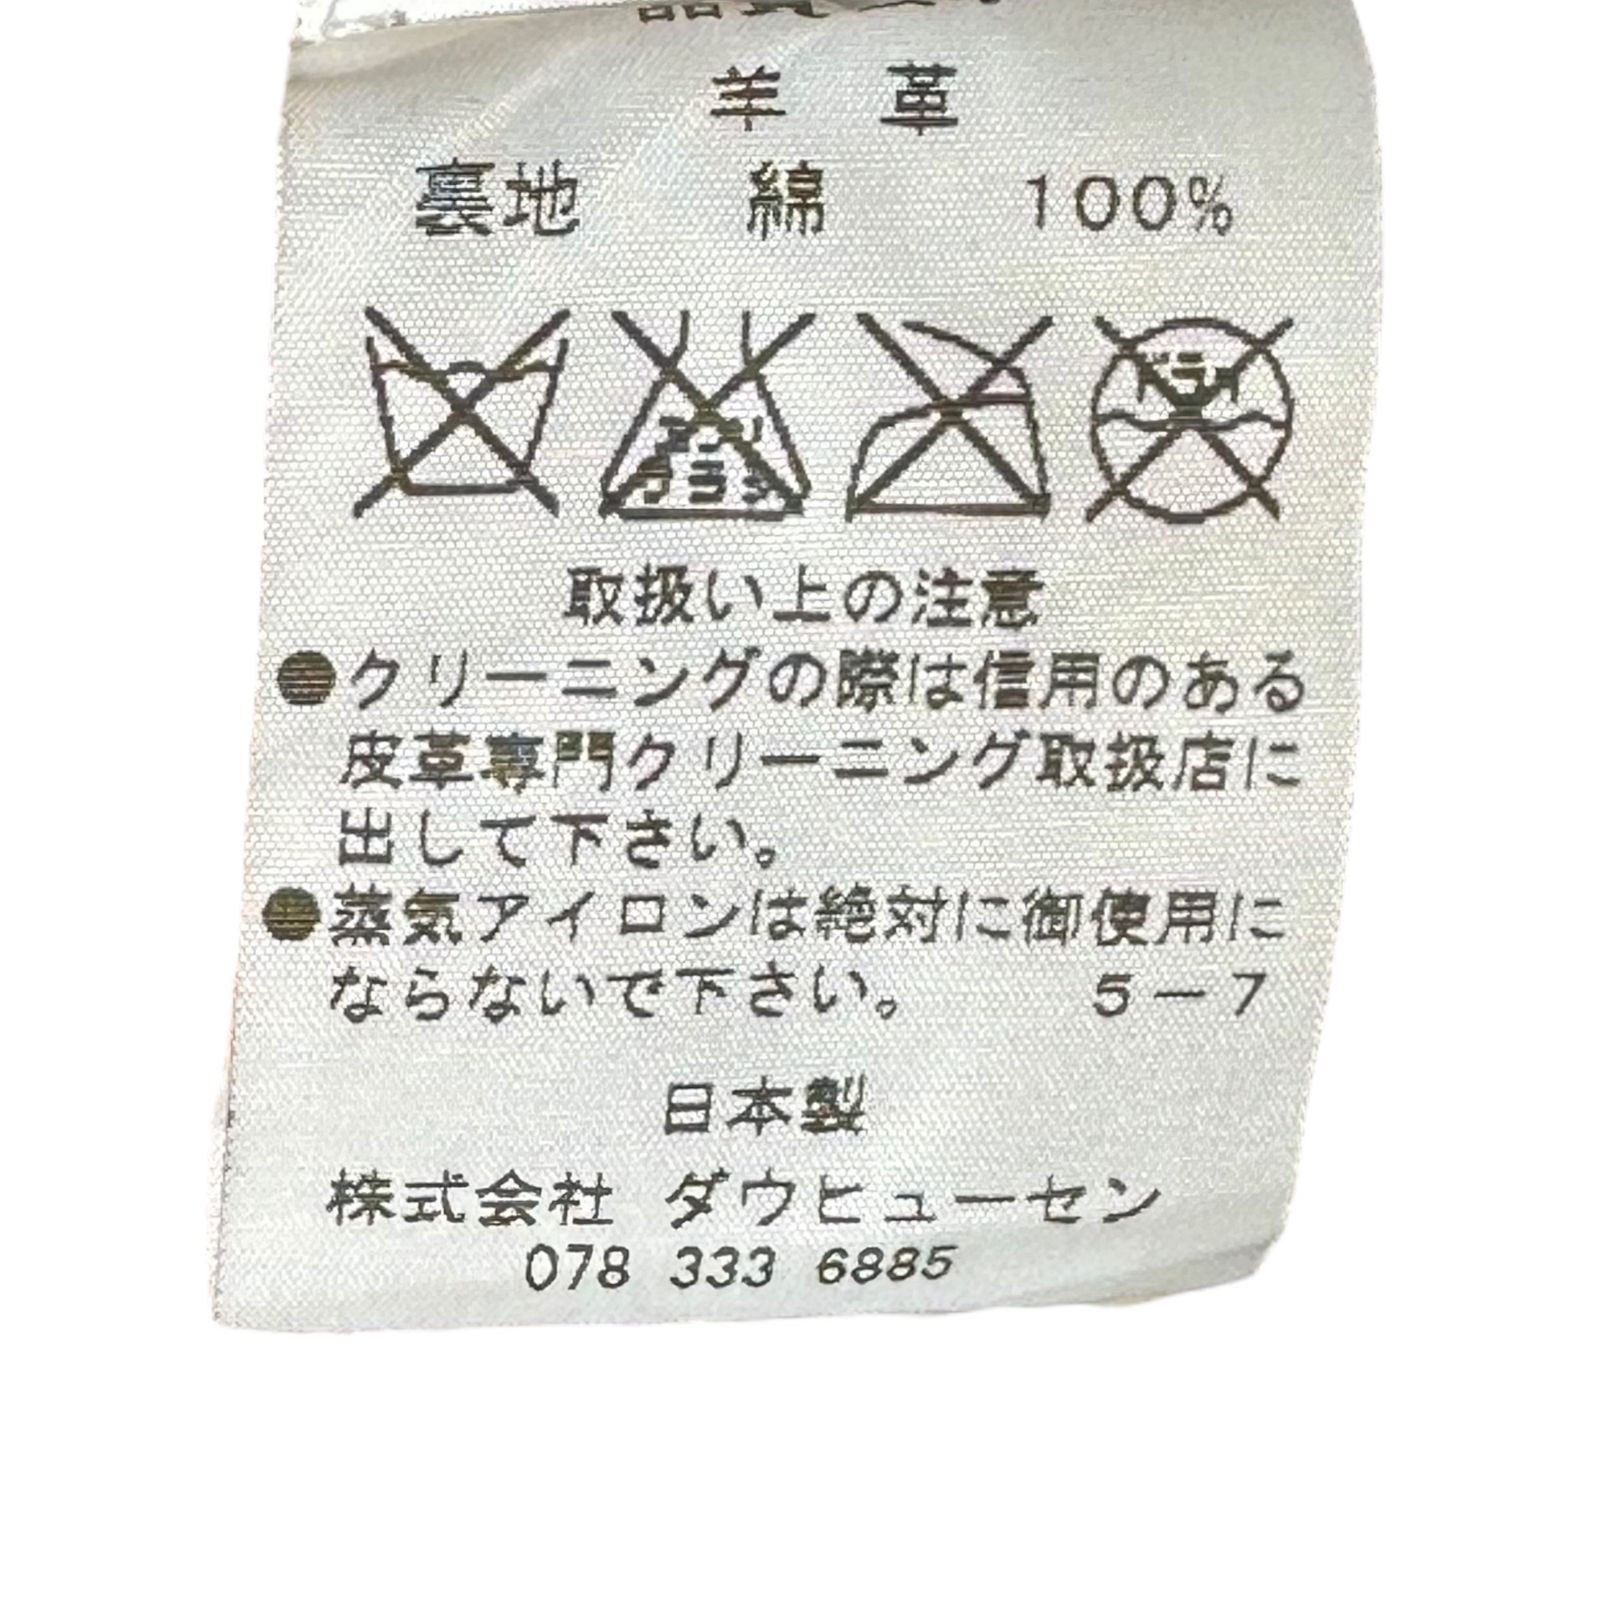 羊 革
裏地 綿 100%
取扱い上の注意
●クリーニングの際は信用のある
皮革専門クリーニング取扱店に
出して下さい。
●蒸気アイロンは絶対に御使用に
ならないで下さい。 5－7
日本製
株式会社 ダウヒューセン
078 333 6885